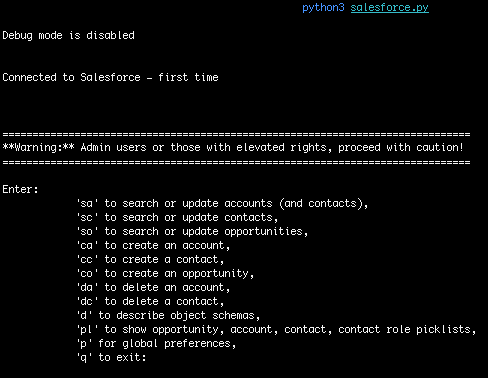 python3 salesforce.py
Debug mode is disabled
Connected to Salesforce – first time
==============================================================================
**Warning:** Admin users or those with elevated rights, proceed with caution!
==============================================================================
Enter:
'sa' to search or update accounts (and contacts),
'sc' to search or update contacts,
'so' to search or update opportunities,
'ca' to create an account,
'cc' to create a contact,
'co' to create an opportunity,
'da' to delete an account,
'dc' to delete a contact,
'd' to describe object schemas,
'pl' to show opportunity, account, contact, contact role picklists,
'p' for global preferences,
'q' to exit: